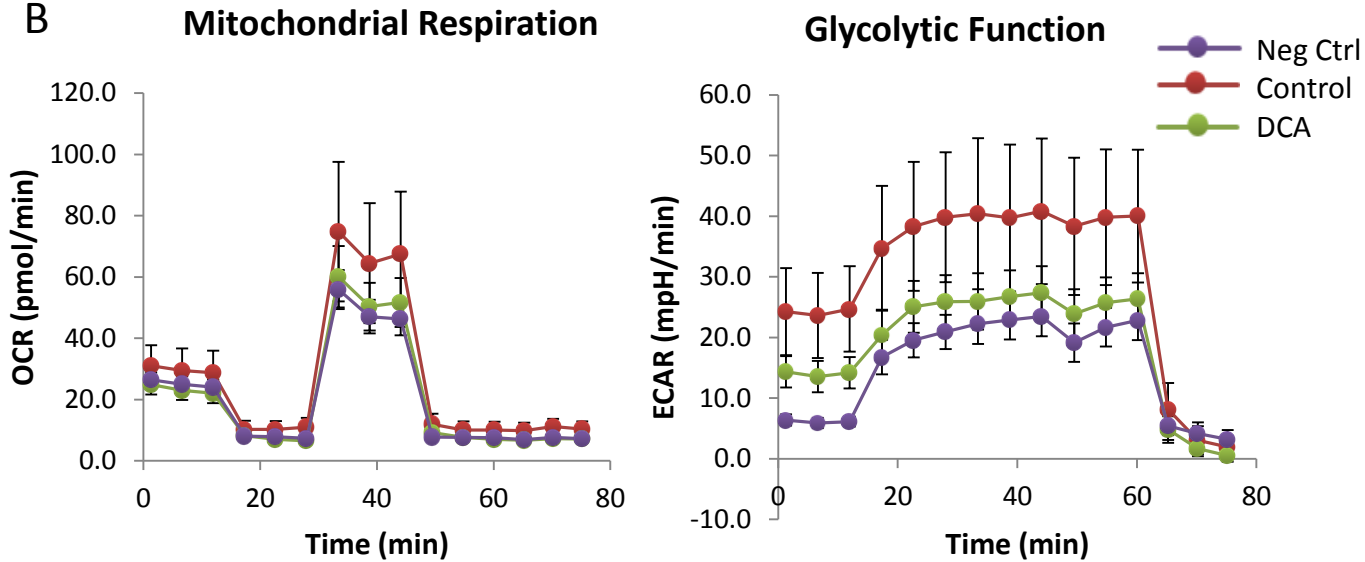 B
Mitochondrial Respiration
OCR (pmol/min)
120.0
100.0
80.0
60.0
40.0
20.0
0.0
0 20 40 60 80
Time (min)
Glycolytic Function
ECAR (mpH/min)
60.0
50.0
40.0
30.0
20.0
10.0
0.0
-10.0
0 20 40 60 80
Time (min)
Neg Ctrl
Control
DCA